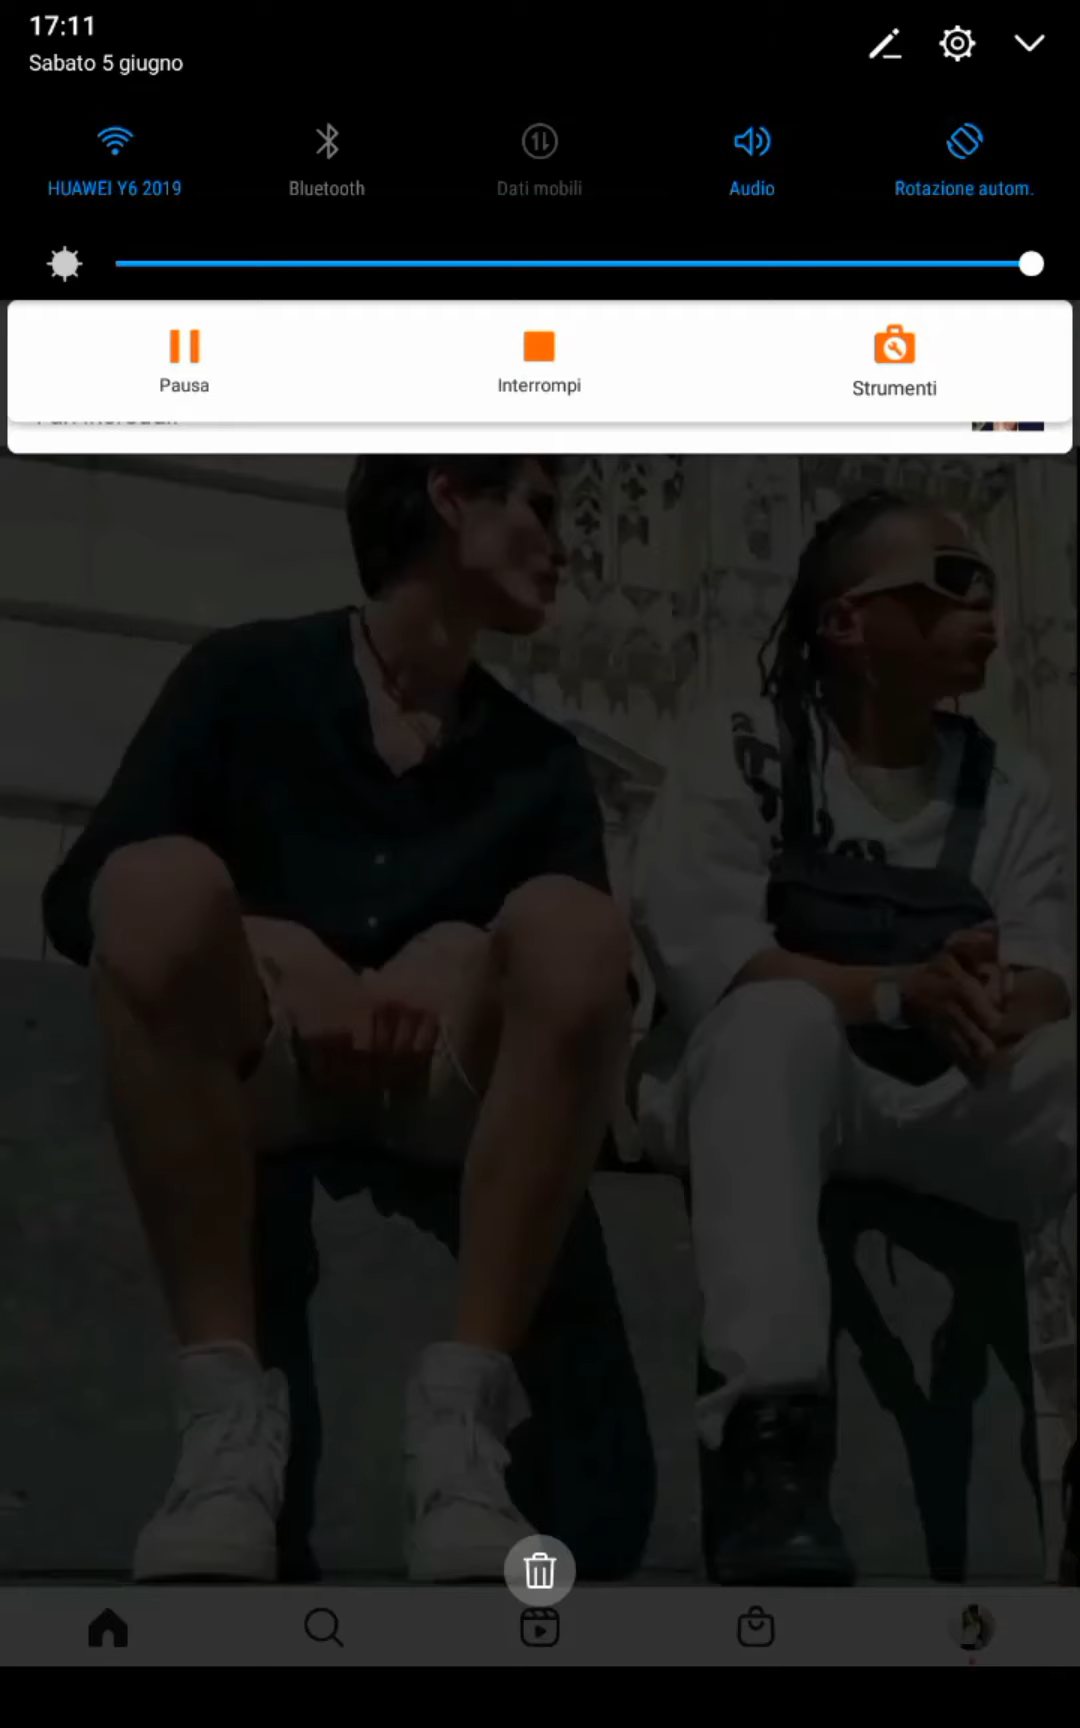 17:11
Sabato 5 giugno
HUAWEI Y6 2019
Bluetooth
Dati mobili
Audio
Rotazione autom.
Pausa
Interrompi
Strumenti